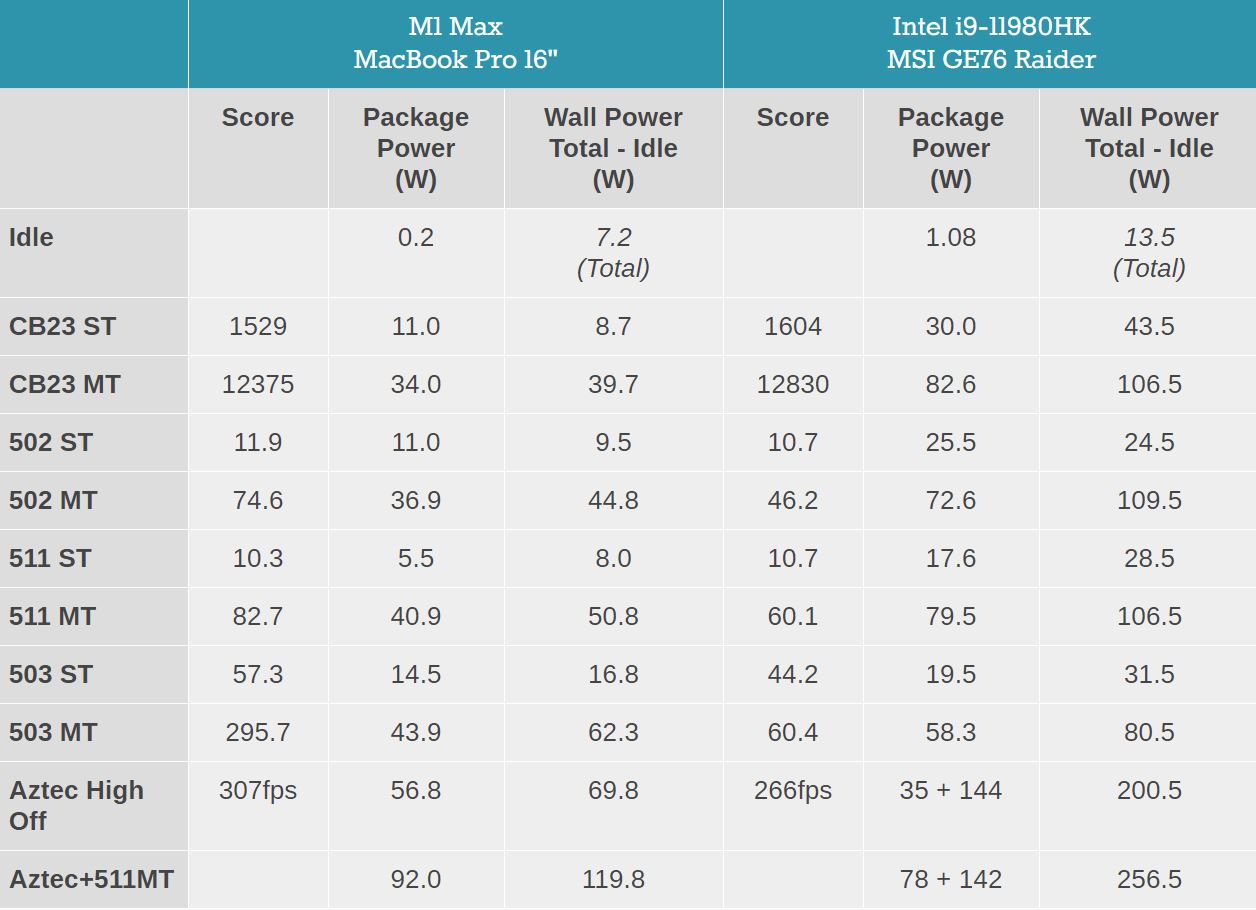 M1 Max
MacBook Pro 16"
Intel i9-11980HK
MSI GE76 Raider
Score
Package
Power
(W)
Wall Power
Total - Idle
(W)
Score
Package
Power
(W)
Wall Power
Total - Idle
(W)
Idle 0.2 7.2 1.08 13.5
(Total) (Total)
CB23 ST 1529 11.0 8.7 1604 30.0 43.5
CB23 MT 12375 34.0 39.7 12830 82.6 106.5
502 ST 11.9 11.0 9.5 10.7 25.5 24.5
502 MT 74.6 36.9 44.8 46.2 72.6 109.5
511 ST 10.3 5.5 8.0 10.7 17.6 28.5
511 MT 82.7 40.9 50.8 60.1 79.5 106.5
503 ST 57.3 14.5 16.8 44.2 19.5 31.5
503 MT 295.7 43.9 62.3 60.4 58.3 80.5
Aztec High 307fps 56.8 69.8 266fps 35 + 144 200.5
Off
Aztec+511MT 92.0 119.8 78 + 142 256.5